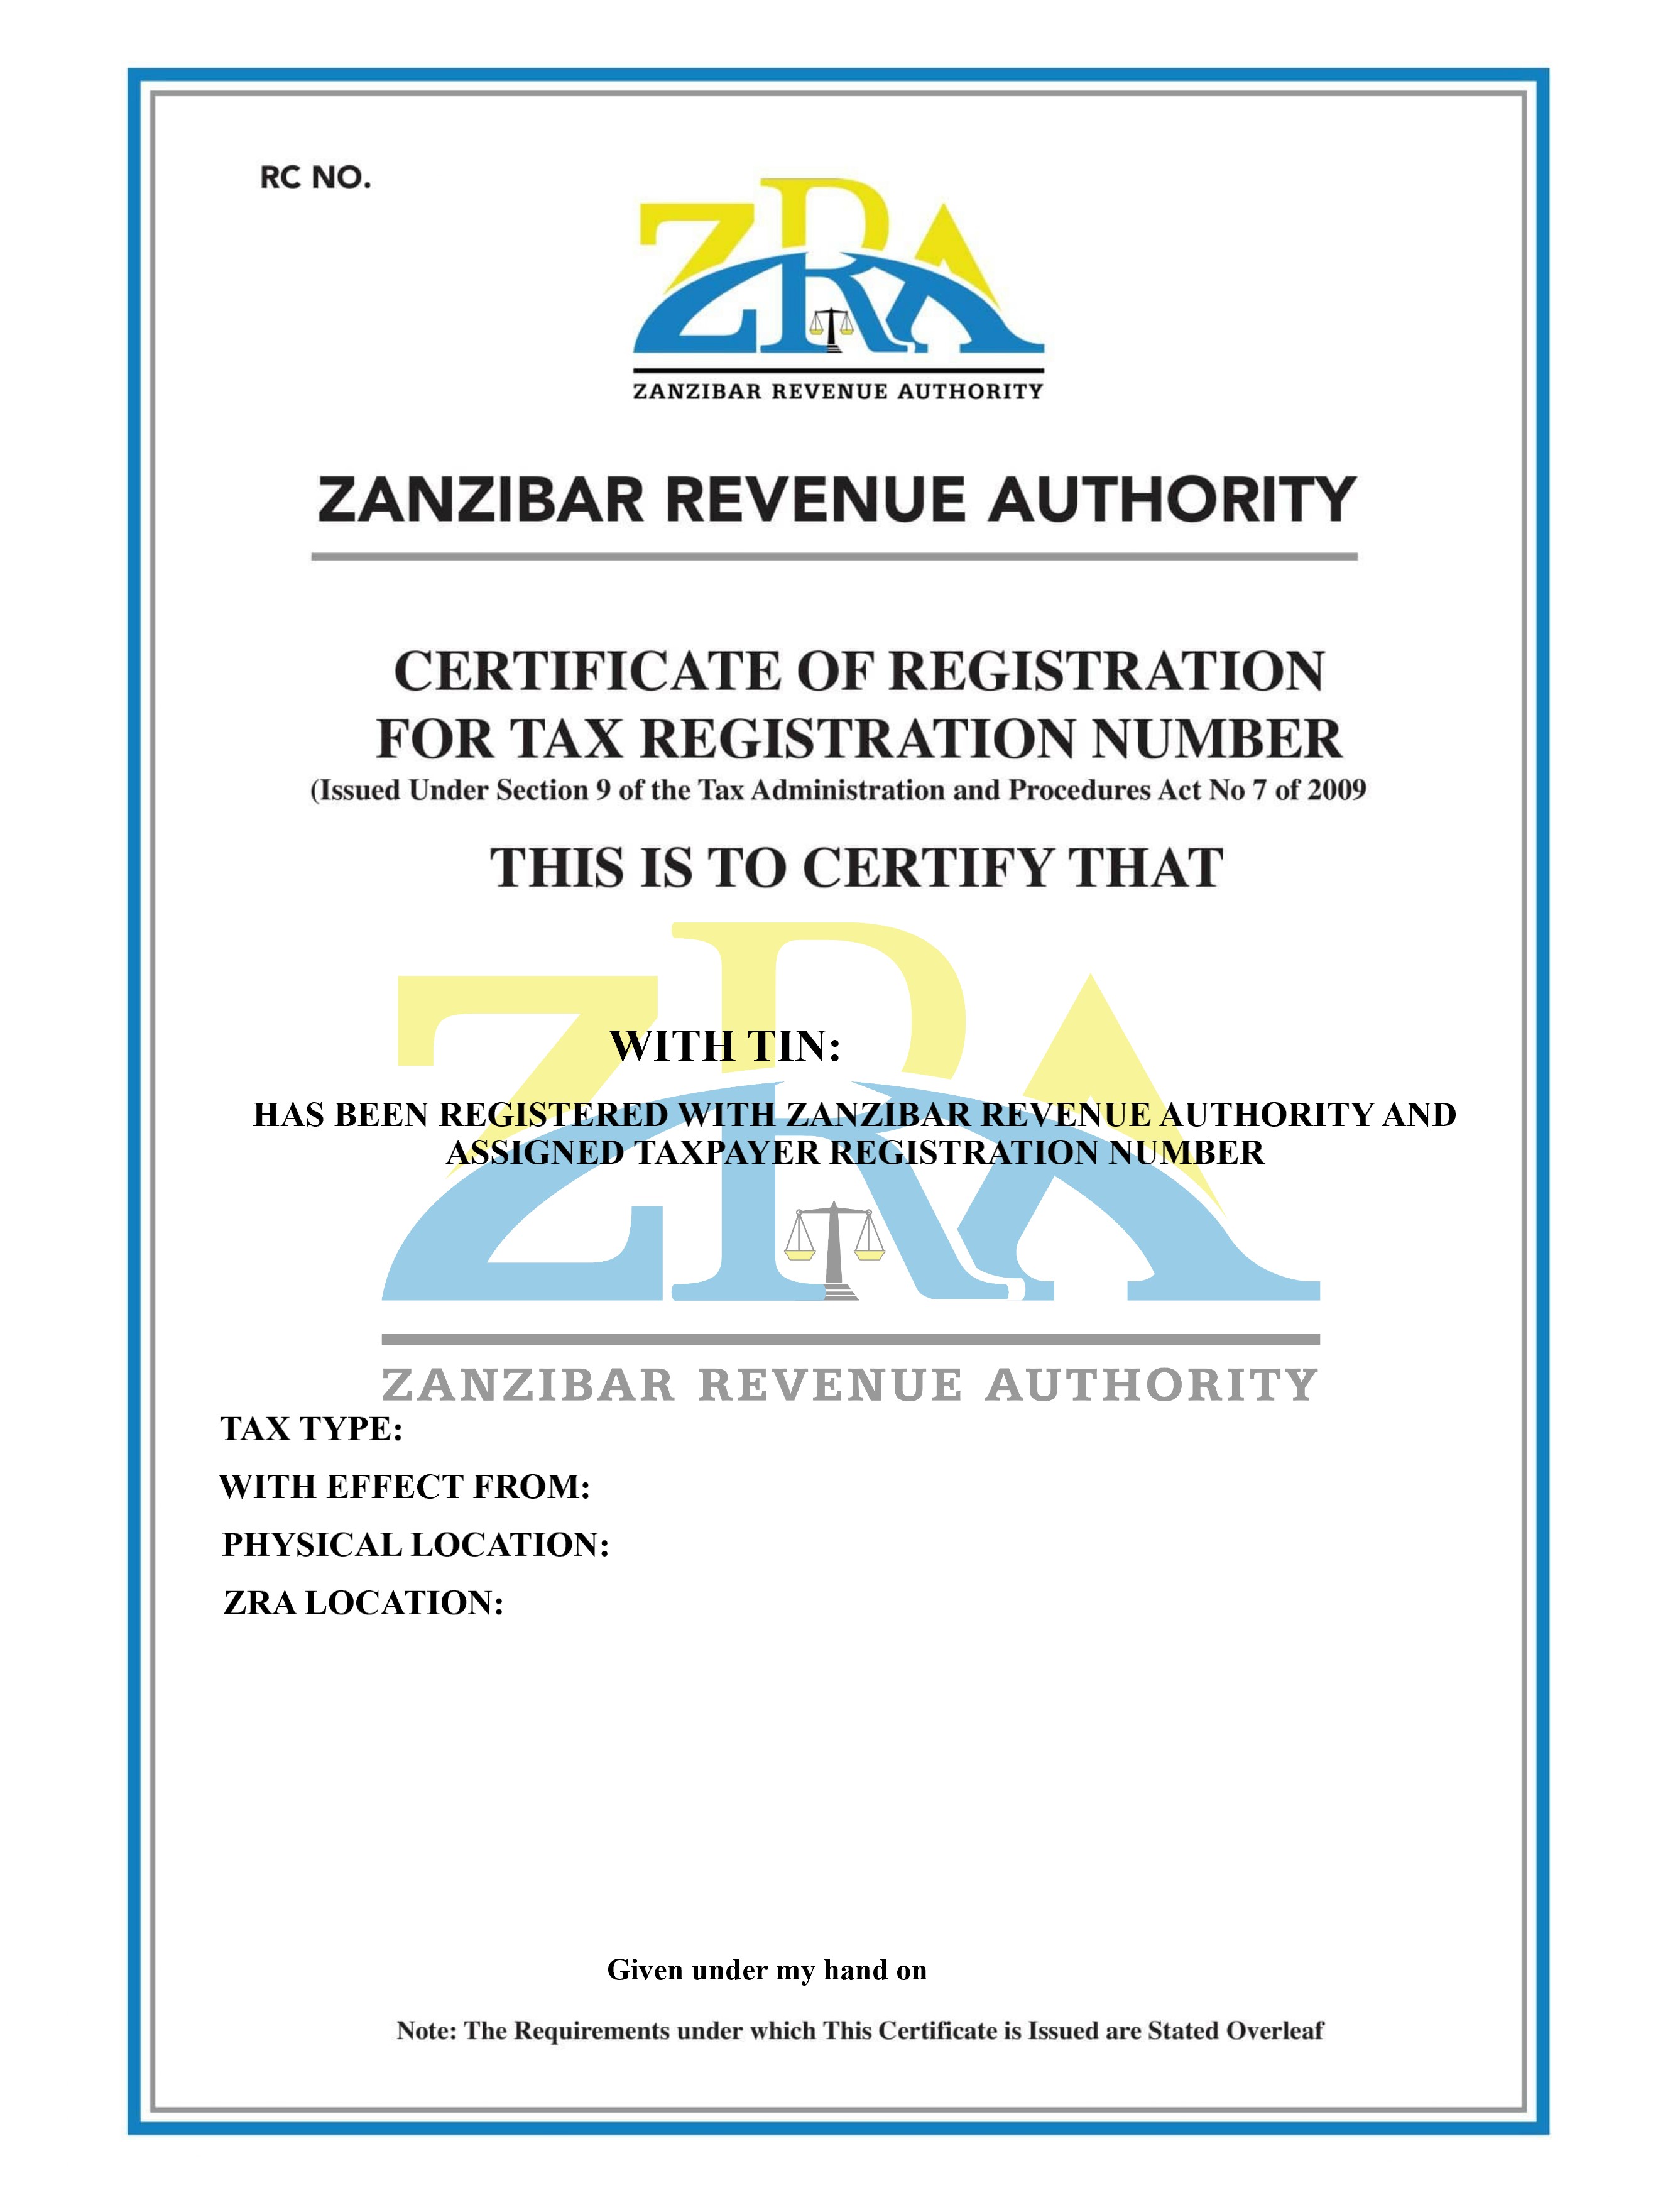 RC NO.
ZRA
ZANZIBAR REVENUE AUTHORITY
ZANZIBAR REVENUE AUTHORITY
CERTIFICATE OF REGISTRATION
FOR TAX REGISTRATION NUMBER
(Issued Under Section 9 of the Tax Administration and Procedures Act No 7 of 2009
THIS IS TO CERTIFY THAT
ZRA
WITH TIN:
HAS BEEN REGISTERED WITH ZANZIBAR REVENUE AUTHORITY AND
ASSIGNED TAXPAYER REGISTRATION NUMBER
ZANZIBAR REVENUE AUTHORITY
TAX TYPE:
WITH EFFECT FROM:
PHYSICAL LOCATION:
ZRA LOCATION:
Given under my hand on
Note: The Requirements under which This Certificate is Issued are Stated Overleaf